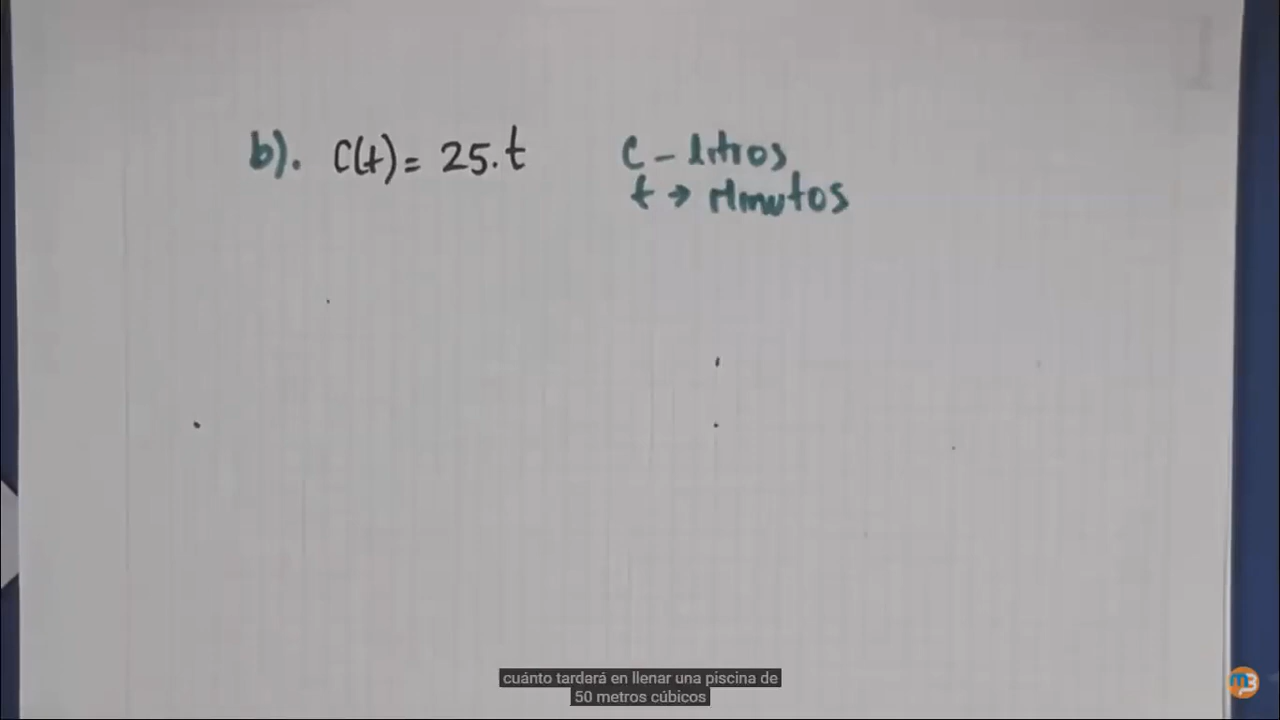 b). C(t) = 25.t
C - litros
t → Minutos
cuánto tardará en llenar una piscina de
50 metros cúbicos